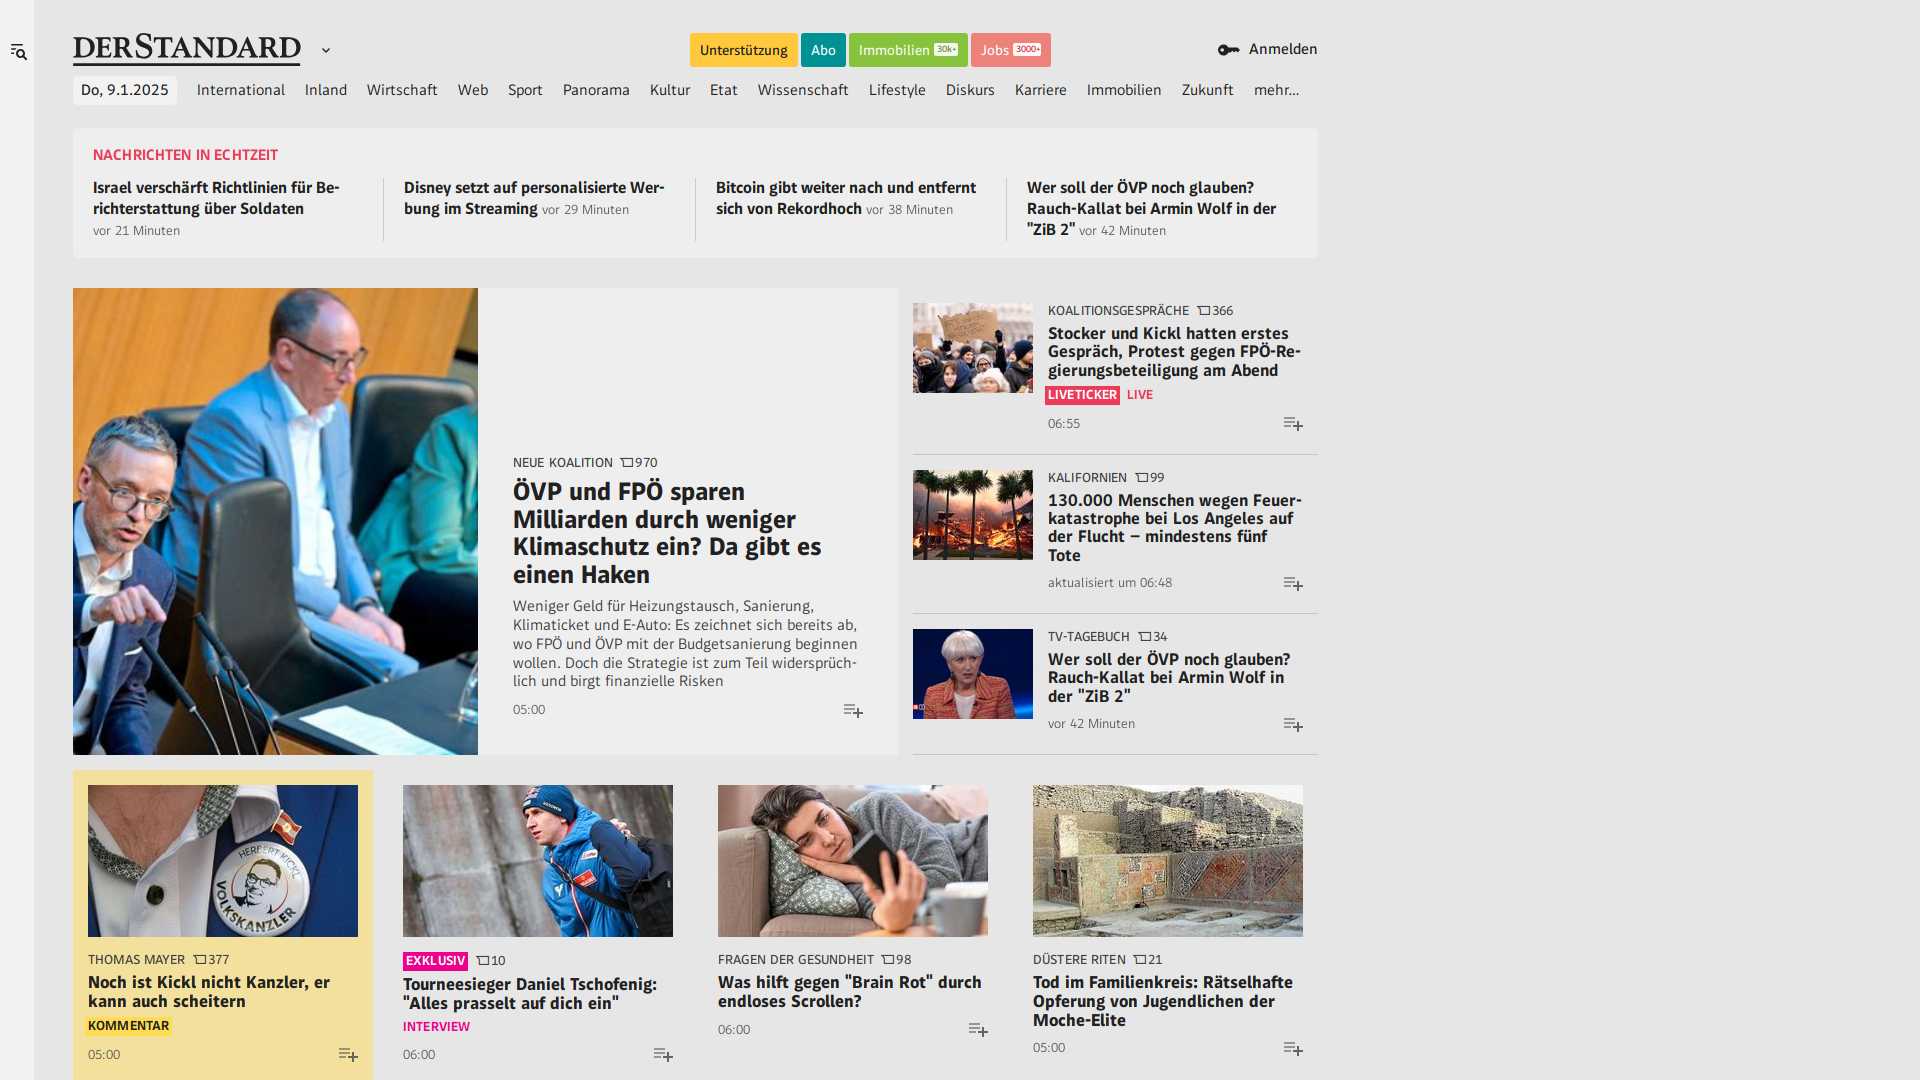 DERSTANDARD
Unterstützung
Abo
Immobilien 30k+
Jobs 3000+
Anmelden
Do, 9.1.2025
International
Inland
Wirtschaft
Web
Sport
Panorama
Kultur
Etat
Wissenschaft
Lifestyle
Diskurs
Karriere
Immobilien
Zukunft
mehr…
NACHRICHTEN IN ECHTZEIT
Israel verschärft Richtlinien für Be-
richterstattung über Soldaten
vor 21 Minuten
Disney setzt auf personalisierte Wer-
bung im Streaming vor 29 Minuten
Bitcoin gibt weiter nach und entfernt
sich von Rekordhoch vor 38 Minuten
Wer soll der ÖVP noch glauben?
Rauch-Kallat bei Armin Wolf in der
"ZiB 2" vor 42 Minuten
NEUE KOALITION 970
ÖVP und FPÖ sparen
Milliarden durch weniger
Klimaschutz ein? Da gibt es
einen Haken
Weniger Geld für Heizungstausch, Sanierung,
Klimaticket und E-Auto: Es zeichnet sich bereits ab,
wo FPÖ und ÖVP mit der Budgetsanierung beginnen
wollen. Doch die Strategie ist zum Teil widersprüch-
lich und birgt finanzielle Risken
05:00
KOALITIONSGESPRÄCHE 366
Stocker und Kickl hatten erstes
Gespräch, Protest gegen FPÖ-Re-
gierungsbeteiligung am Abend
LIVETICKER LIVE
06:55
KALIFORNIEN 99
130.000 Menschen wegen Feuer-
katastrophe bei Los Angeles auf
der Flucht – mindestens fünf
Tote
aktualisiert um 06:48
TV-TAGEBUCH 34
Wer soll der ÖVP noch glauben?
Rauch-Kallat bei Armin Wolf in
der "ZiB 2"
vor 42 Minuten
HERBERT KICKL
VOLKSKANZLER
THOMAS MAYER 377
Noch ist Kickl nicht Kanzler, er
kann auch scheitern
KOMMENTAR
05:00
EXKLUSIV 10
Tourneesieger Daniel Tschofenig:
"Alles prasselt auf dich ein"
INTERVIEW
06:00
FRAGEN DER GESUNDHEIT 98
Was hilft gegen "Brain Rot" durch
endloses Scrollen?
06:00
DÜSTERE RITEN 21
Tod im Familienkreis: Rätselhafte
Opferung von Jugendlichen der
Moche-Elite
05:00